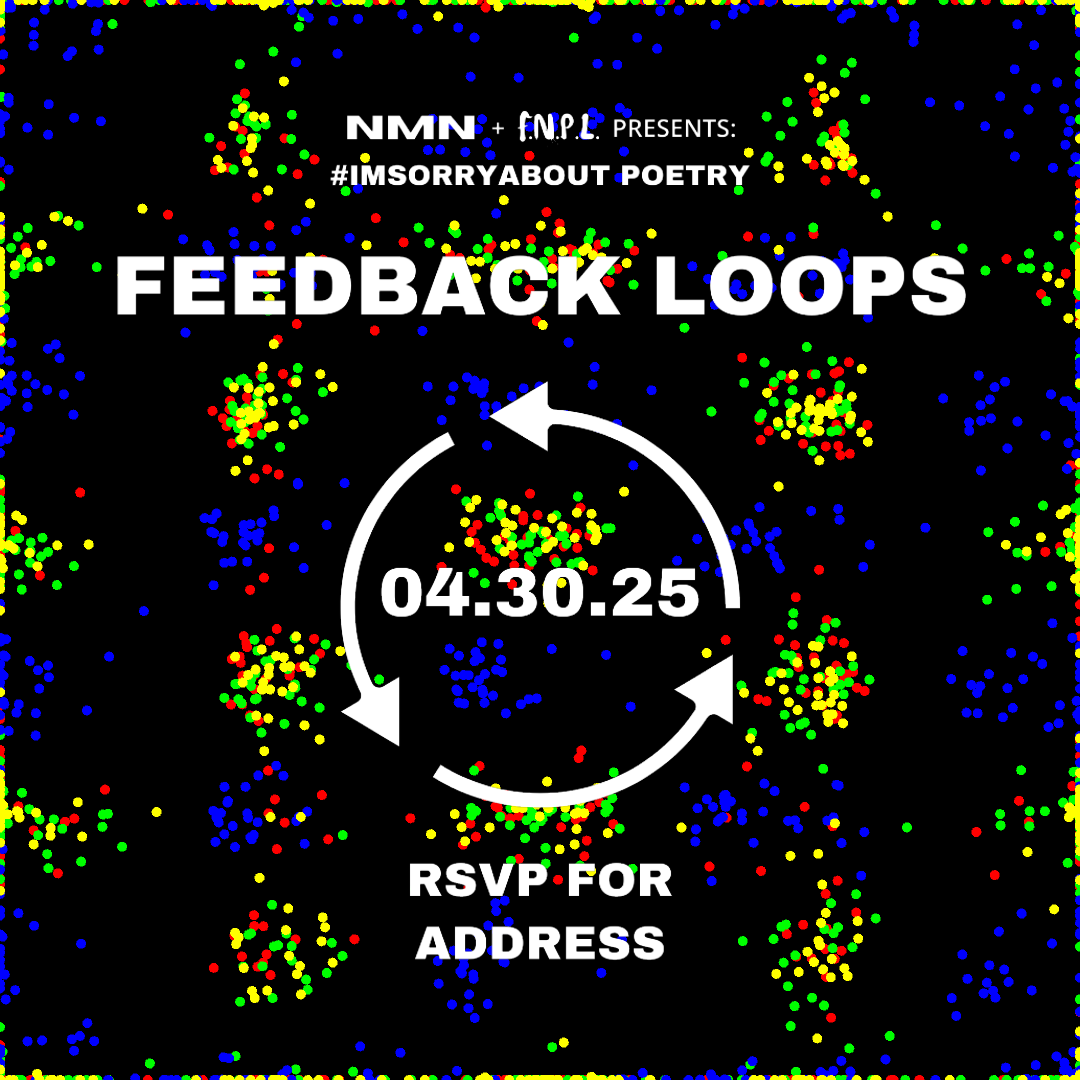 NMN + F.N.P.L. PRESENTS:
#IMSORRYABOUT POETRY
FEEDBACK LOOPS
04.30.25
RSVP FOR
ADDRESS